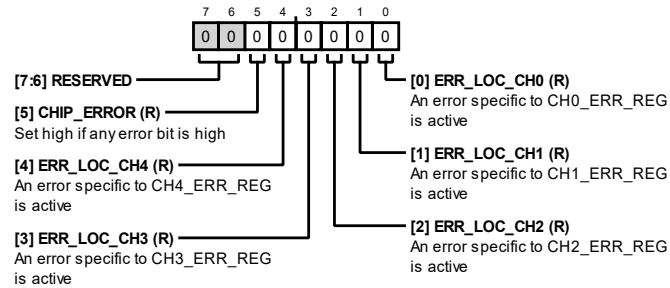 7 6 5 4 3 2 1 0
0 0 0 0 0 0 0 0
[7:6] RESERVED
[5] CHIP_ERROR (R)
Set high if any error bit is high
[4] ERR_LOC_CH4 (R)
An error specific to CH4_ERR_REG
is active
[3] ERR_LOC_CH3 (R)
An error specific to CH3_ERR_REG
is active
[0] ERR_LOC_CH0 (R)
An error specific to CH0_ERR_REG
is active
[1] ERR_LOC_CH1 (R)
An error specific to CH1_ERR_REG
is active
[2] ERR_LOC_CH2 (R)
An error specific to CH2_ERR_REG
is active